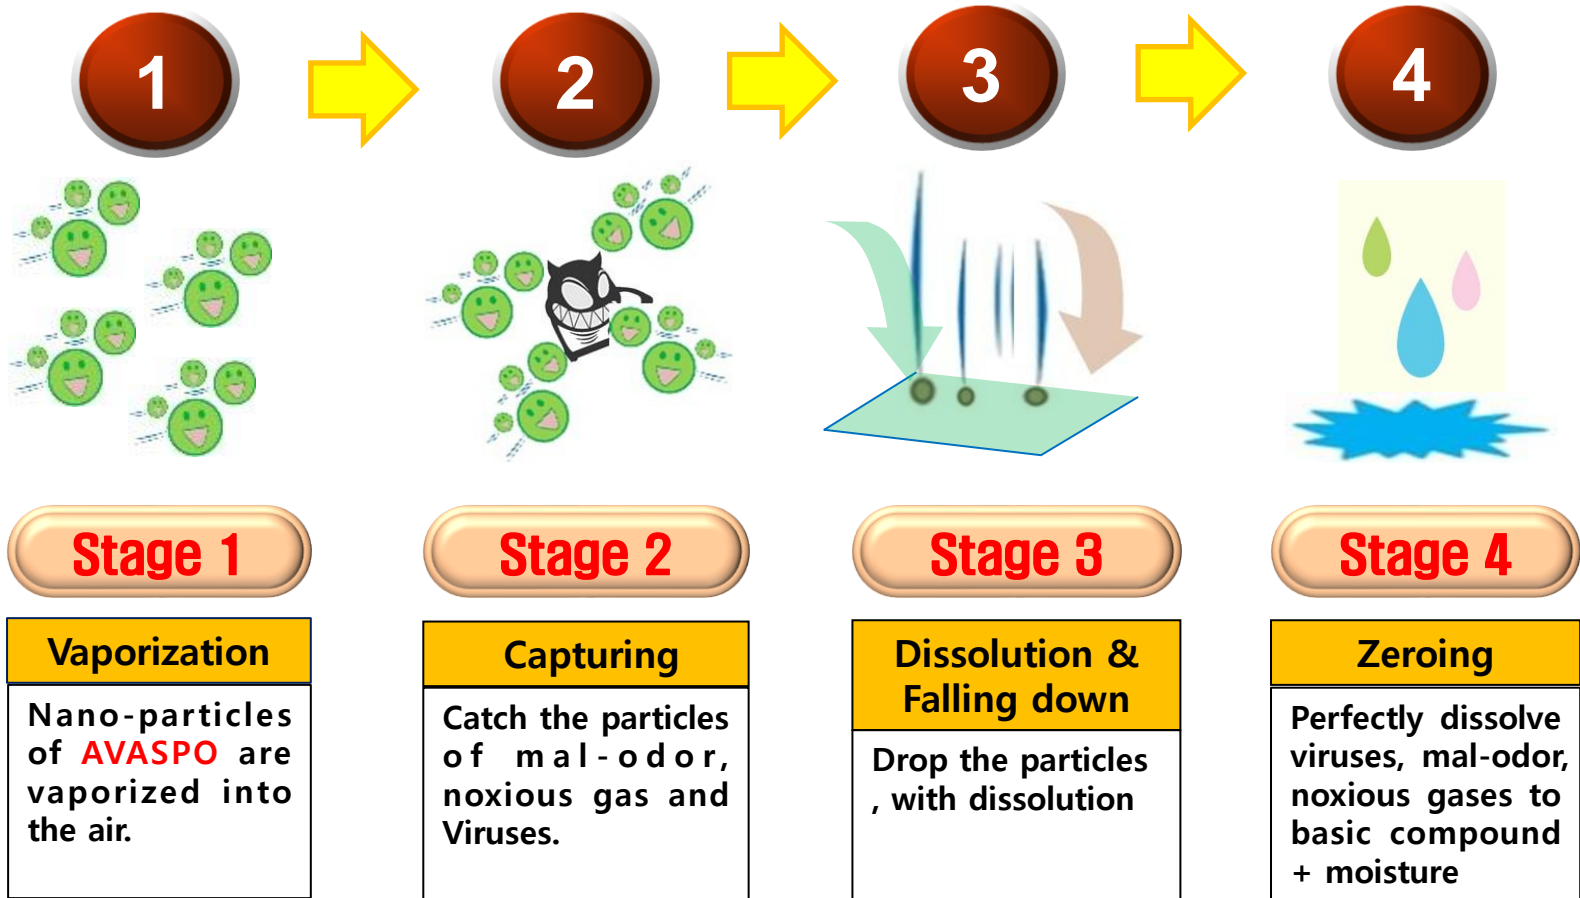 1
2
3
4
Stage 1
Stage 2
Stage 3
Stage 4
Vaporization
Nano-particles
of AVASPO are
vaporized into
the air.
Capturing
Catch the particles
of mal-odor,
noxious gas and
Viruses.
Dissolution &
Falling down
Drop the particles
, with dissolution
Zeroing
Perfectly dissolve
viruses, mal-odor,
noxious gases to
basic compound
+ moisture